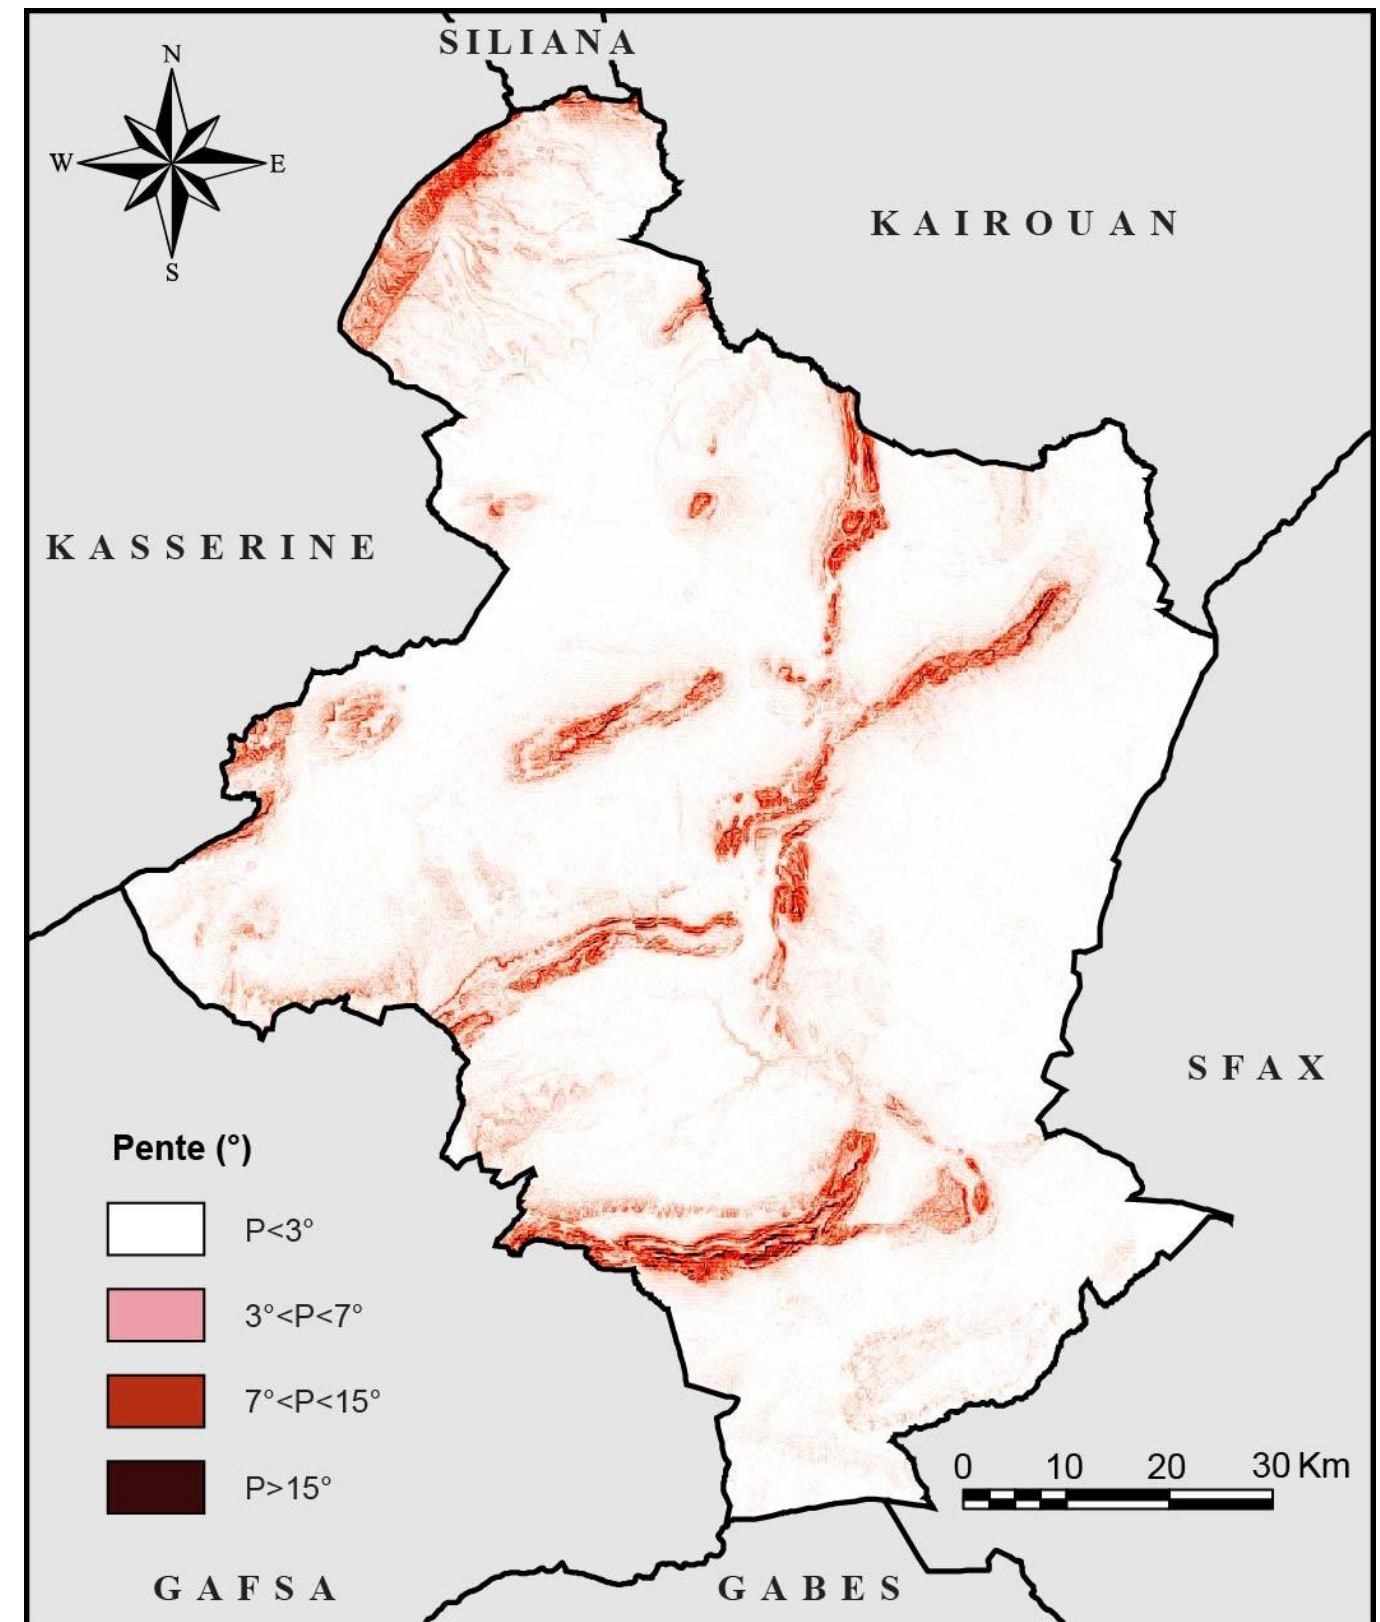 SILIANA
N
W
E
S
KAIROUAN
KASSERINE
SFAX
Pente (°)
P<3°
3°<P<7°
7°<P<15°
P>15°
0 10 20 30 Km
GAFSA
GABES